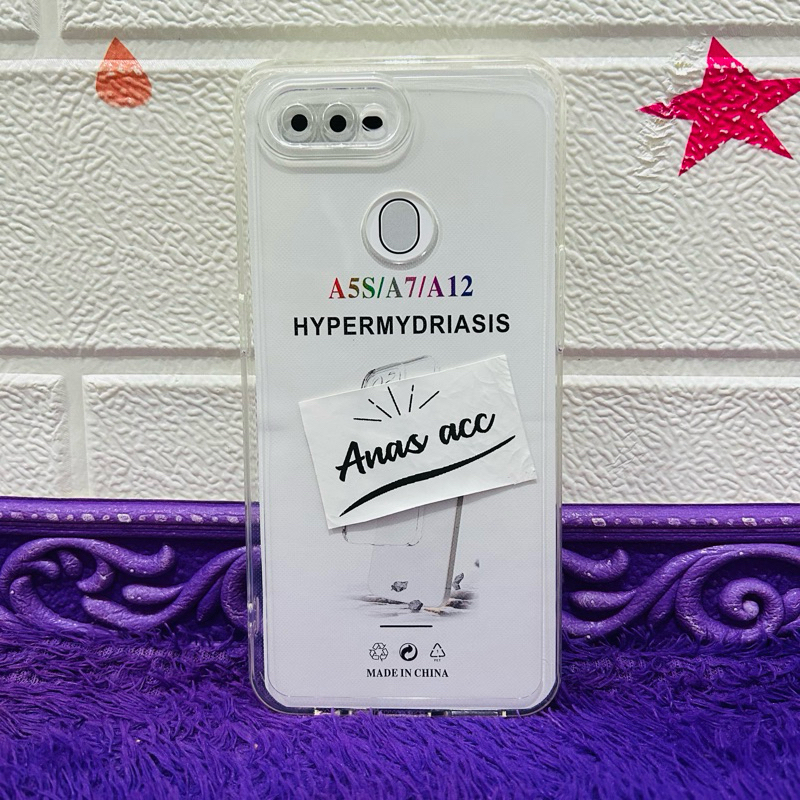 A5S/A7/A12
HYPERMYDRIASIS
Anas acc
MADE IN CHINA